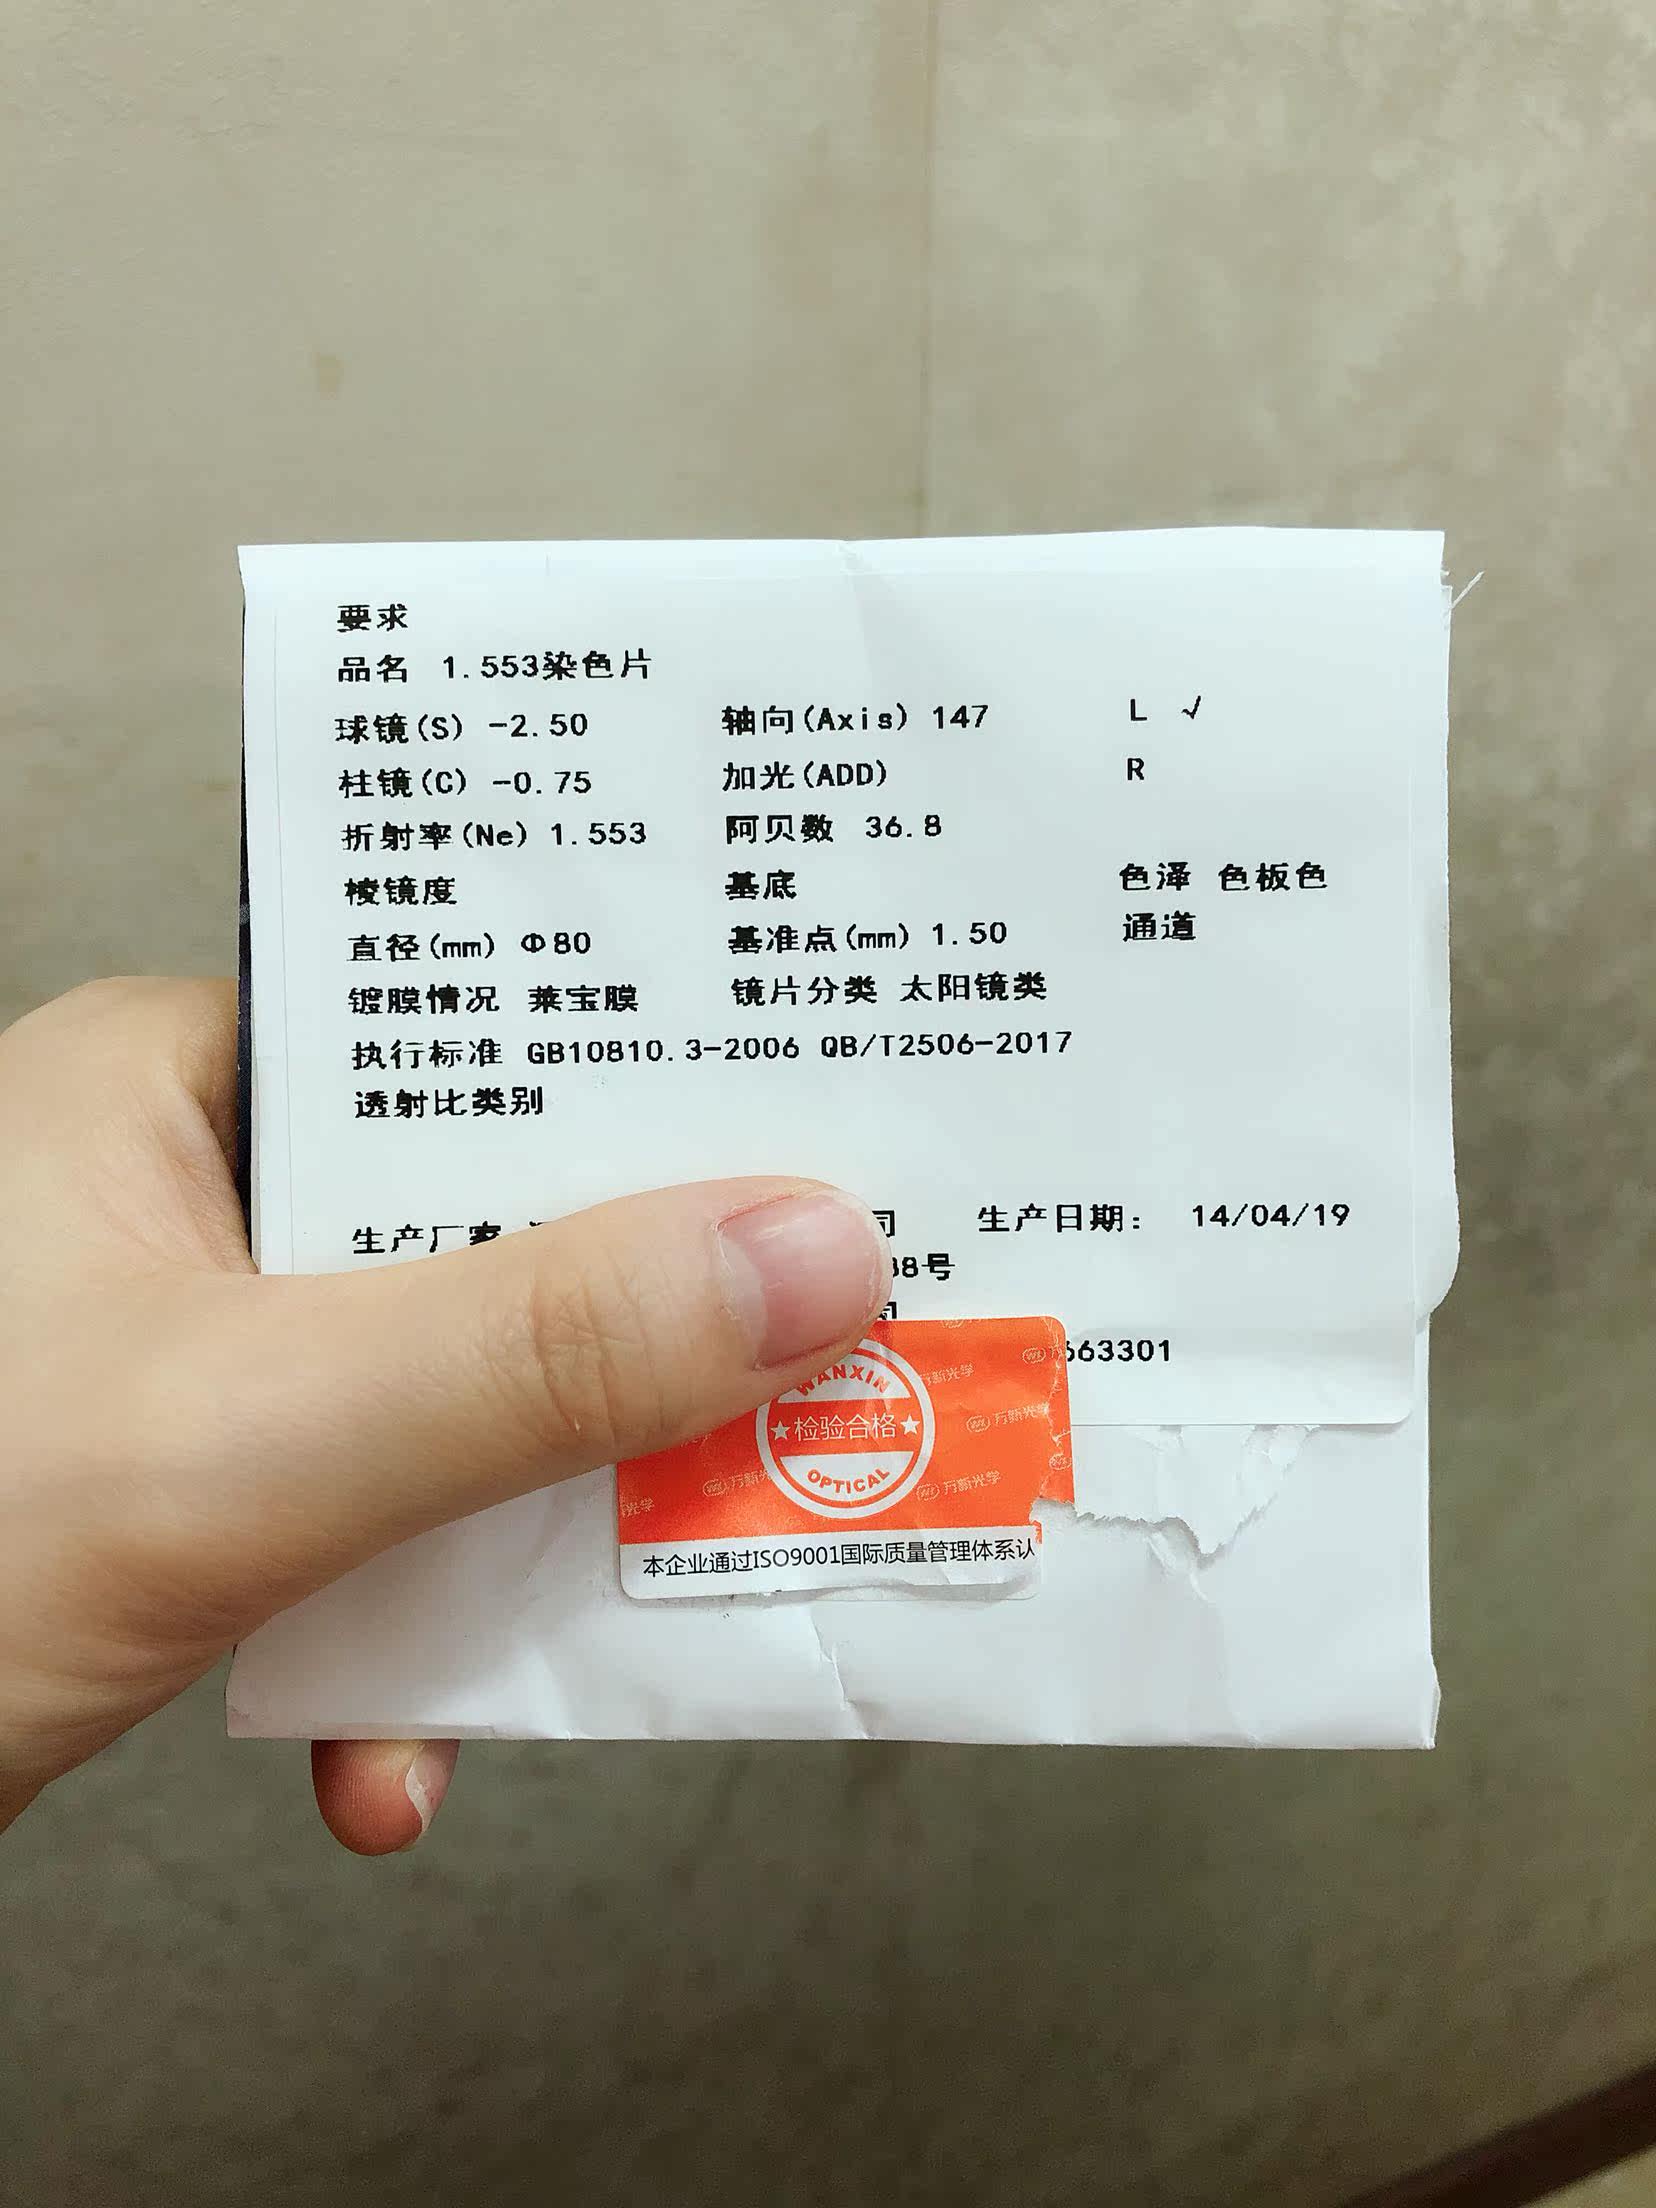 要求
品名 1.553染色片
球镜(S) -2.50 轴向(Axis) 147 L √
柱镜(C) -0.75 加光(ADD) R
折射率(Ne) 1.553 阿贝数 36.8
棱镜度 基底 色泽 色板色
直径(mm) Φ80 基准点(mm) 1.50 通道
镀膜情况 莱宝膜 镜片分类 太阳镜类
执行标准 GB10810.3-2006 QB/T2506-2017
透射比类别
生产厂家 司 生产日期: 14/04/19
88号
663301
WANXIN
★检验合格★
OPTICAL
万新光学
万新光学
万新光学
万新光学
本企业通过ISO9001国际质量管理体系认